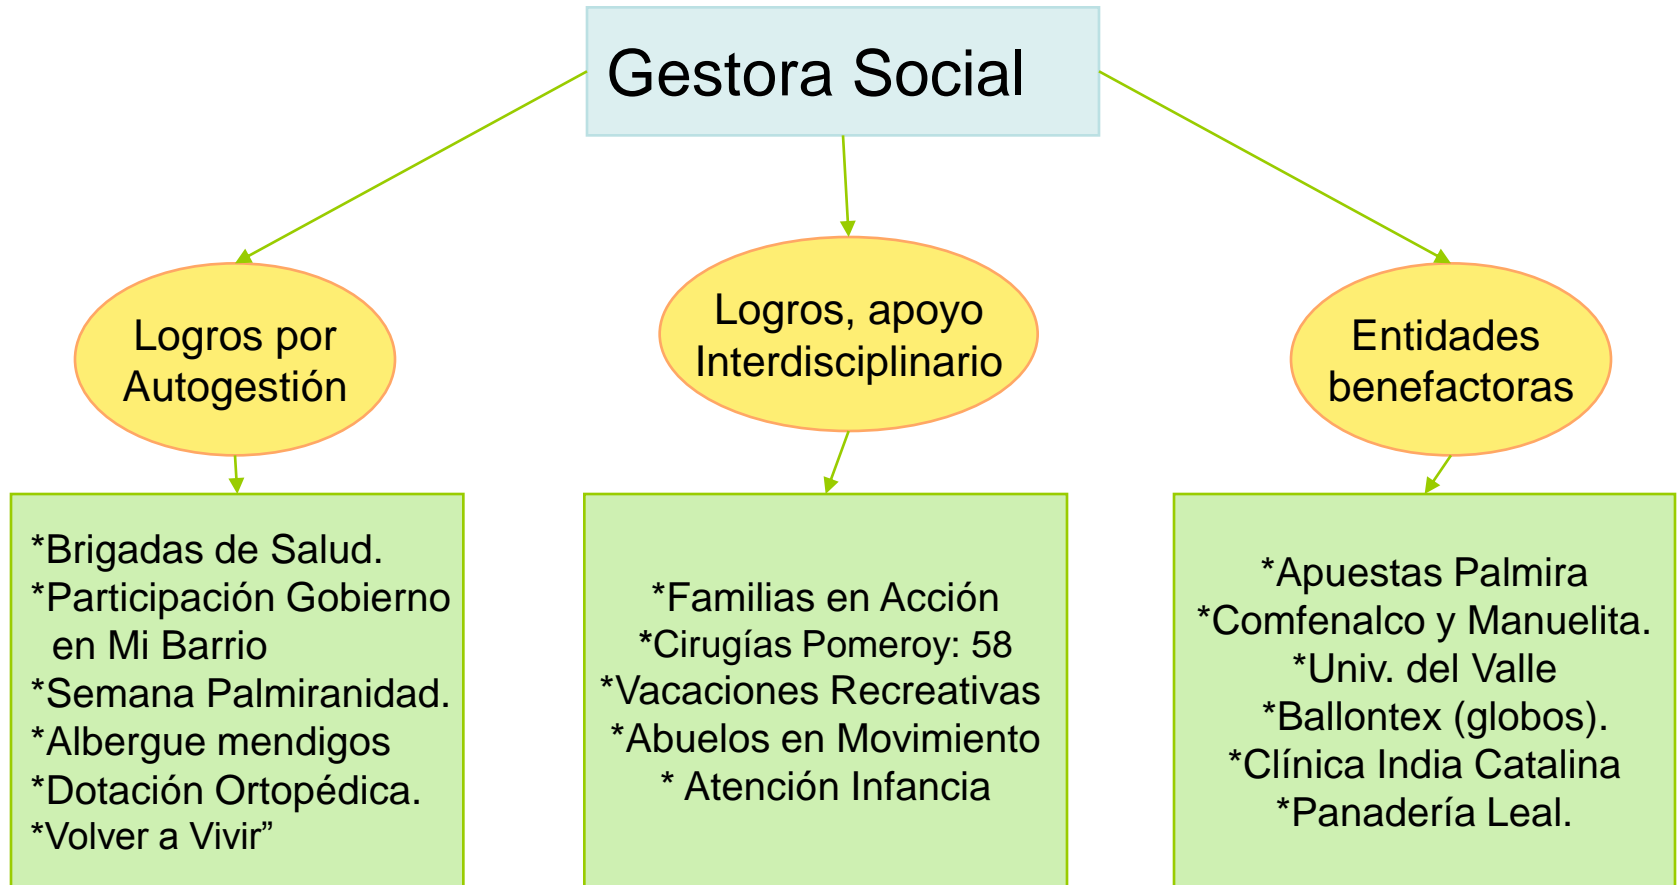 Gestora Social
Logros por
Autogestión
Logros, apoyo
Interdisciplinario
Entidades
benefactoras
*Brigadas de Salud.
*Participación Gobierno
en Mi Barrio
*Semana Palmiranidad.
*Albergue mendigos
*Dotación Ortopédica.
*Volver a Vivir”
*Familias en Acción
*Cirugías Pomeroy: 58
*Vacaciones Recreativas
*Abuelos en Movimiento
* Atención Infancia
*Apuestas Palmira
*Comfenalco y Manuelita.
*Univ. del Valle
*Ballontex (globos).
*Clínica India Catalina
*Panadería Leal.